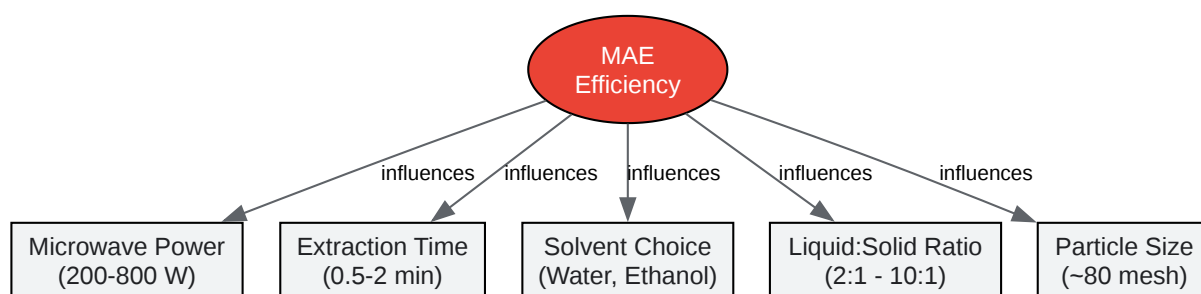 MAE
Efficiency
influences
influences
influences
influences
influences
Microwave Power
(200-800 W)
Extraction Time
(0.5-2 min)
Solvent Choice
(Water, Ethanol)
Liquid:Solid Ratio
(2:1 - 10:1)
Particle Size
(~80 mesh)